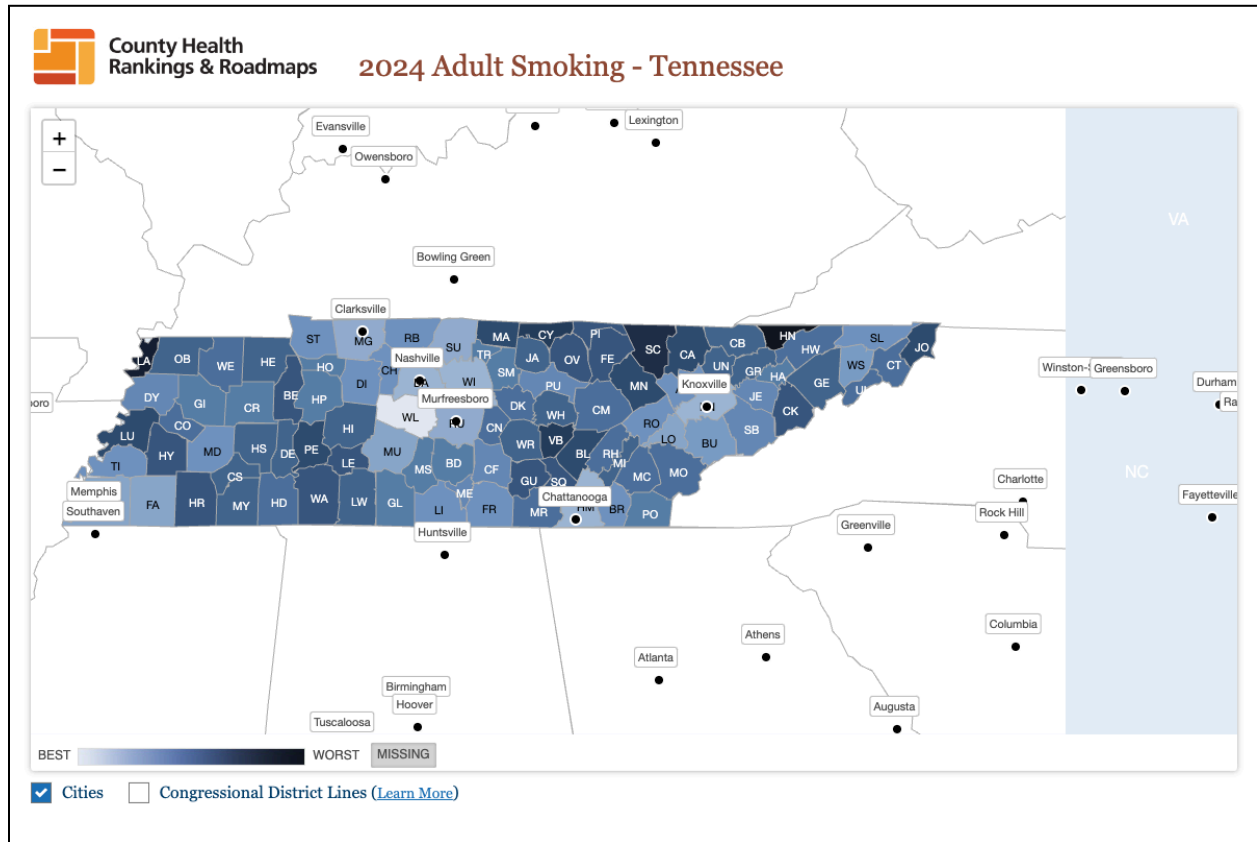 County Health
Rankings & Roadmaps
2024 Adult Smoking - Tennessee
+
−
Evansville
Lexington
Owensboro
VA
Bowling Green
Clarksville
ST
MG
RB
SU
MA
CY
PI
SC
CA
CB
HN
HW
SL
JO
LA
OB
WE
HE
HO
CH
Nashville
TR
SM
JA
OV
FE
UN
GR
HA
WS
CT
DY
GI
CR
BE
HP
DI
WI
PU
MN
Knoxville
JE
GE
Winston-S
Greensboro
Durham
Ra
oro
LU
CO
HI
WL
Murfreesboro
DK
WH
CM
RO
LO
BU
SB
CK
TI
HY
MD
HS
DE
PE
LE
MU
CN
WR
VB
BL
RH
MI
MC
MO
NC
CS
MS
BD
CF
GU
SQ
Memphis
Southaven
FA
HR
MY
HD
WA
LW
GL
LI
ME
FR
MR
Chattanooga
BR
PO
Charlotte
Rock Hill
Fayetteville
Huntsville
Greenville
Columbia
Athens
Atlanta
Birmingham
Hoover
Tuscaloosa
Augusta
BEST
WORST
MISSING
Cities
Congressional District Lines (Learn More)